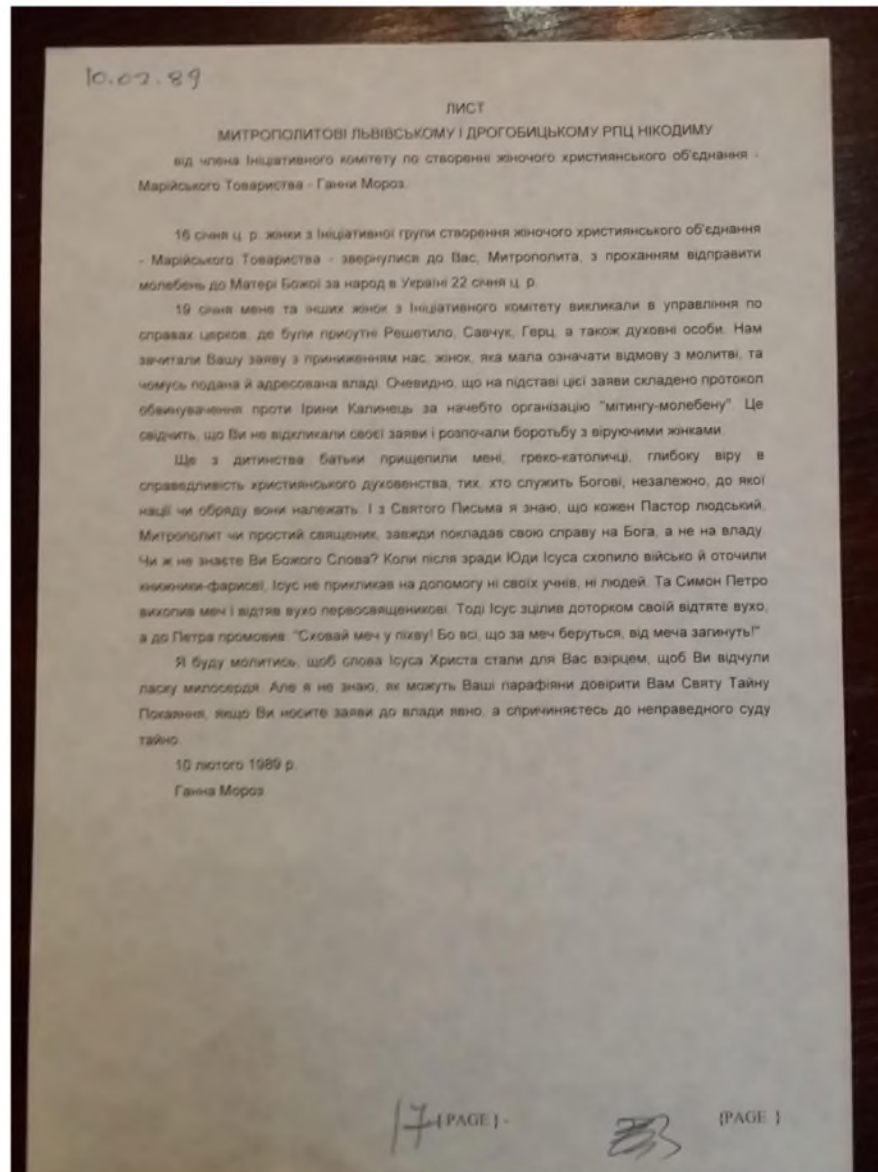 10.02.89
ЛИСТ
МИТРОПОЛИТОВІ ЛЬВІВСЬКОМУ І ДРОГОБИЦЬКОМУ РПЦ НІКОДИМУ
від члена Ініціативного комітету по створенні жіночого християнського об'єднання -
Марійського Товариства - Ганни Мороз.
16 січня ц. р. жінки з Ініціативної групи створення жіночого християнського об'єднання
- Марійського Товариства - звернулися до Вас, Митрополита, з проханням відправити
молебень до Матері Божої за народ в Україні 22 січня ц. р.
19 січня мене та інших жінок з Ініціативного комітету викликали в управління по
справах церков, де були присутні Решетило, Савчук, Герц, а також духовні особи. Нам
зачитали Вашу заяву з приниженням нас, жінок, яка мала означати відмову з молитві, та
чомусь подана й адресована владі. Очевидно, що на підставі цієї заяви складено протокол
обвинувачення проти Ірини Калинець за начебто організацію "мітингу-молебену". Це
свідчить, що Ви не відкликали своєї заяви і розпочали боротьбу з віруючими жінками.
Ще з дитинства батьки прищепили мені, греко-католичці, глибоку віру в
справедливість християнського духовенства, тих, хто служить Богові, незалежно, до якої
нації чи обряду вони належать. І з Святого Письма я знаю, що кожен Пастор людський,
Митрополит чи простий священик, завжди покладав свою справу на Бога, а не на владу.
Чи ж не знаєте Ви Божого Слова? Коли після зради Юди Ісуса схопило військо й оточили
книжники-фарисеї, Ісус не прикликав на допомогу ні своїх учнів, ні людей. Та Симон Петро
вихопив меч і відтяв вухо первосвященикові. Тоді Ісус зцілив доторком своїй відтяте вухо,
а до Петра промовив: "Сховай меч у піхву! Бо всі, що за меч беруться, від меча загинуть!"
Я буду молитись, щоб слова Ісуса Христа стали для Вас взірцем, щоб Ви відчули
ласку милосердя. Але я не знаю, як можуть Ваші парафіяни довірити Вам Святу Тайну
Покаяння, якщо Ви носите заяви до влади явно, а спричиняєтесь до неправедного суду
тайно.
10 лютого 1989 р.
Ганна Мороз
17 {PAGE } -
{PAGE }